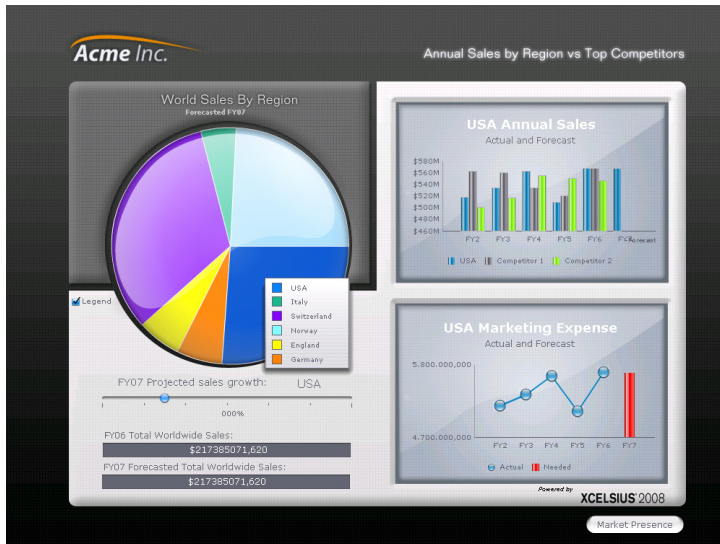 Acme Inc.
Annual Sales by Region vs Top Competitors
World Sales By Region
Forecasted FY07
Legend
USA
Italy
Switzerland
Norway
England
Germany
FY07 Projected sales growth: USA
000%
FY06 Total Worldwide Sales:
$217385071,620
FY07 Forecasted Total Worldwide Sales:
$217385071,620
USA Annual Sales
Actual and Forecast
$580M
$560M
$540M
$520M
$500M
$480M
$460M
FY2 FY3 FY4 FY5 FY6 Forecast
USA Competitor 1 Competitor 2
USA Marketing Expense
Actual and Forecast
5.800.000,000
4.700.000,000
FY2 FY3 FY4 FY5 FY6 FY7
Actual Needed
Powered by
XCELSIUS 2008
Market Presence